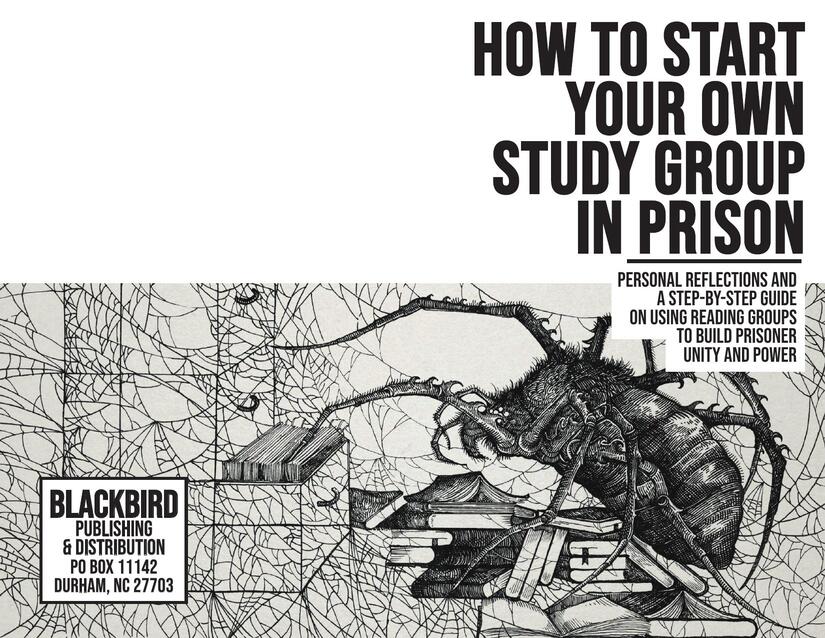 HOW TO START
YOUR OWN
STUDY GROUP
IN PRISON
PERSONAL REFLECTIONS AND
A STEP-BY-STEP GUIDE
ON USING READING GROUPS
TO BUILD PRISONER
UNITY AND POWER
BLACKBIRD
PUBLISHING
& DISTRIBUTION
PO BOX 11142
DURHAM, NC 27703